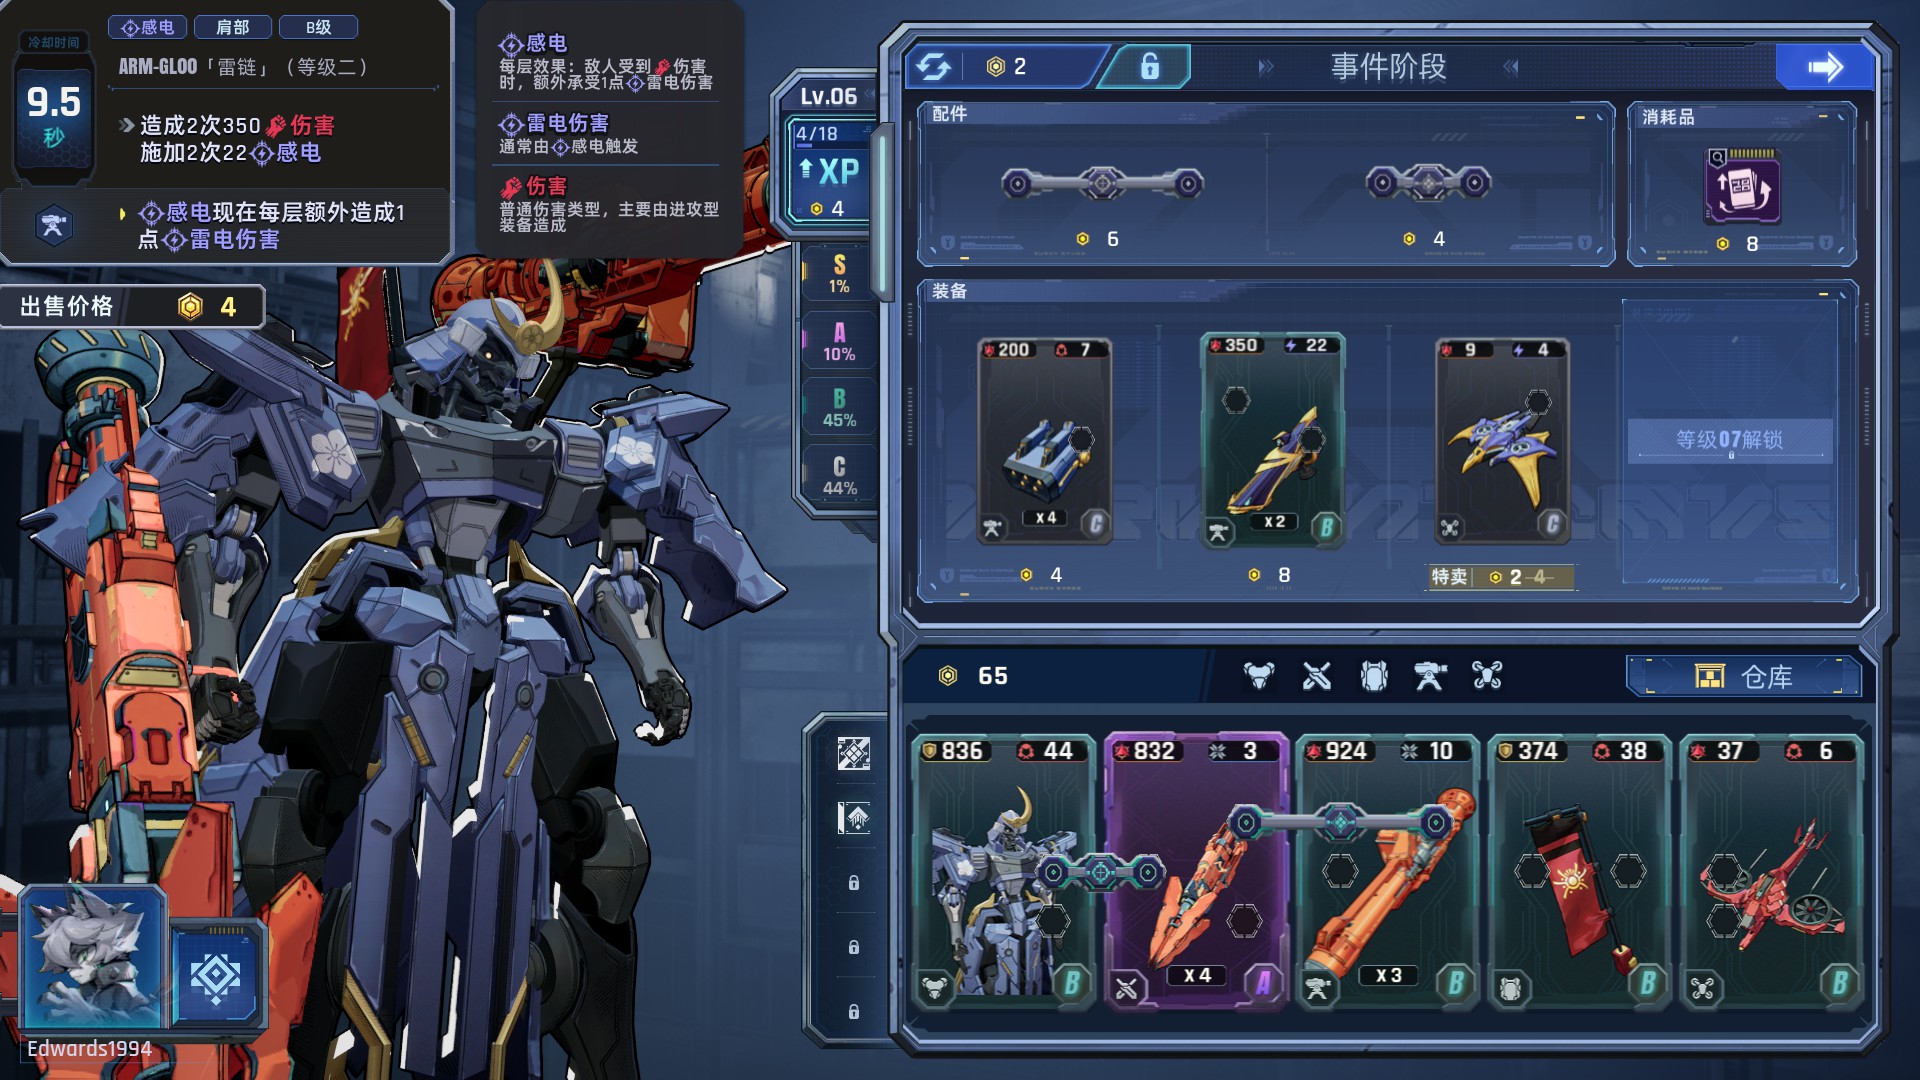 感电
肩部
B级
冷却时间
9.5
秒
ARM-GL00「雷链」（等级二）
造成2次350伤害
施加2次22感电
感电现在每层额外造成1
点雷电伤害
出售价格 4
感电
每层效果：敌人受到伤害
时，额外承受1点雷电伤害
雷电伤害
通常由感电触发
伤害
普通伤害类型，主要由进攻型
装备造成
Lv.06
4/18
XP
4
S
1%
A
10%
B
45%
C
44%
2
事件阶段
配件
6
4
消耗品
8
装备
200 7
x4 C
4
350 22
x2 B
8
9 4
C
特卖 2 4
等级07解锁
65
仓库
836 44
B
832 3
x4 A
924 10
x3 B
374 38
B
37 6
B
Edwards1994